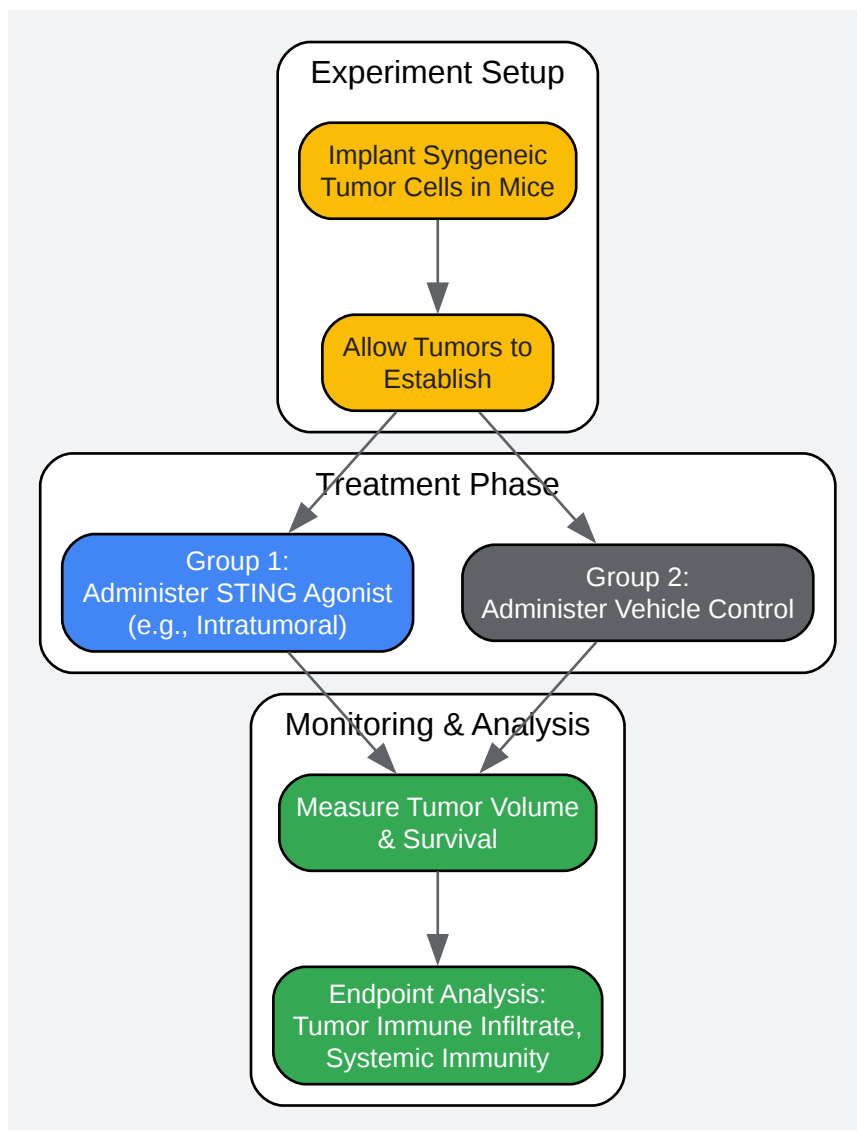 Experiment Setup
Implant Syngeneic
Tumor Cells in Mice
Allow Tumors to
Establish
Treatment Phase
Group 1:
Administer STING Agonist
(e.g., Intratumoral)
Group 2:
Administer Vehicle Control
Monitoring & Analysis
Measure Tumor Volume
& Survival
Endpoint Analysis:
Tumor Immune Infiltrate,
Systemic Immunity